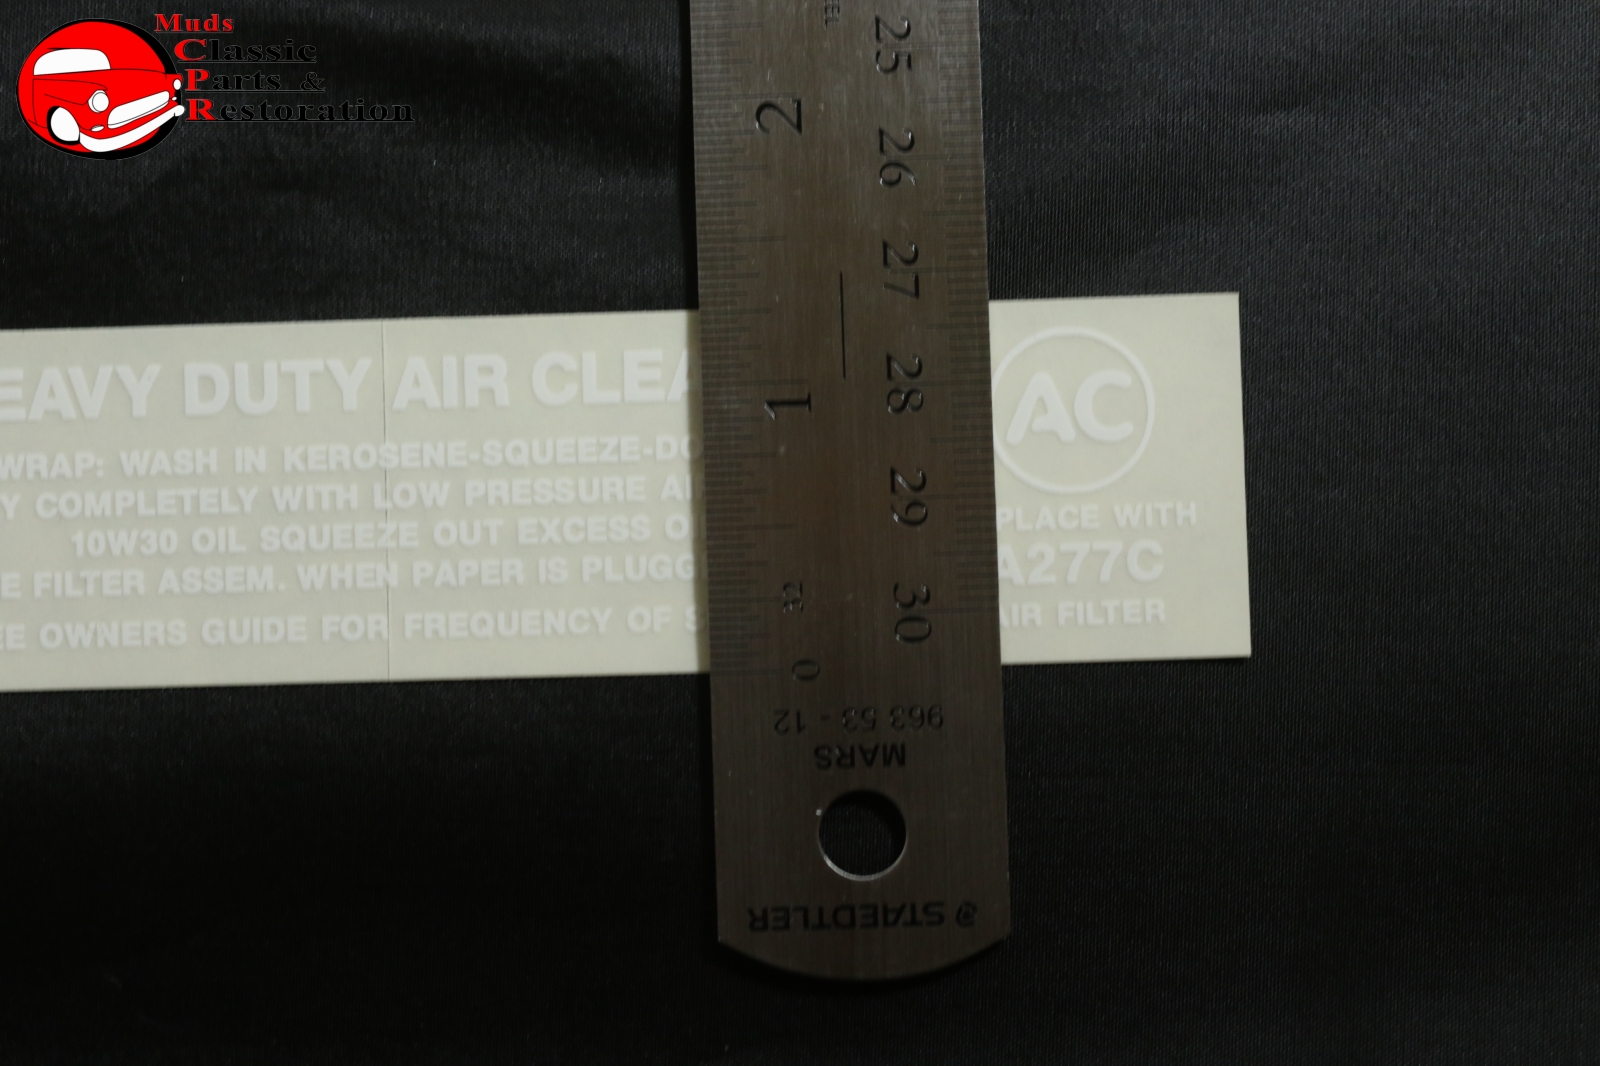 Muds
Classic
Parts &
Restoration
EAVY DUTY AIR CLEA
WRAP: WASH IN KEROSENE-SQUEEZE-DO
Y COMPLETELY WITH LOW PRESSURE AI
10W30 OIL SQUEEZE OUT EXCESS O
E FILTER ASSEM. WHEN PAPER IS PLUGG
EE OWNERS GUIDE FOR FREQUENCY OF S
AC
PLACE WITH
A277C
AIR FILTER
2
1
32
0
25
26
27
28
29
30
963 53 - 12
MARS
STAEDTLER